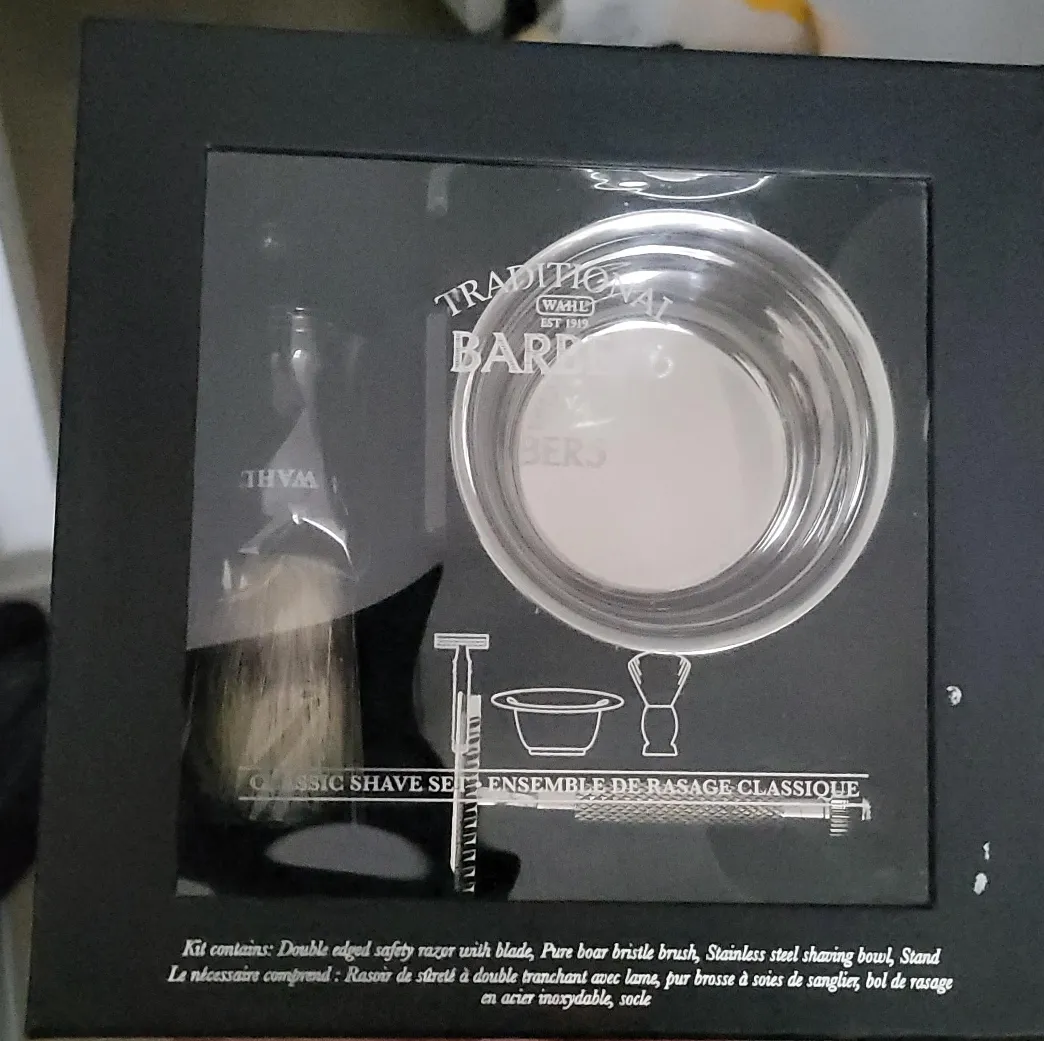 TRADITIONAL
WAHL
EST 1919
WAHL
CLASSIC SHAVE SET ENSEMBLE DE RASAGE CLASSIQUE
Kit contains: Double edged safety razor with blade, Pure boar bristle brush, Stainless steel shaving bowl, Stand
Le nécessaire comprend : Rasoir de sûreté à double tranchant avec lame, pur brosse à soies de sanglier, bol de rasage
en acier inoxydable, socle